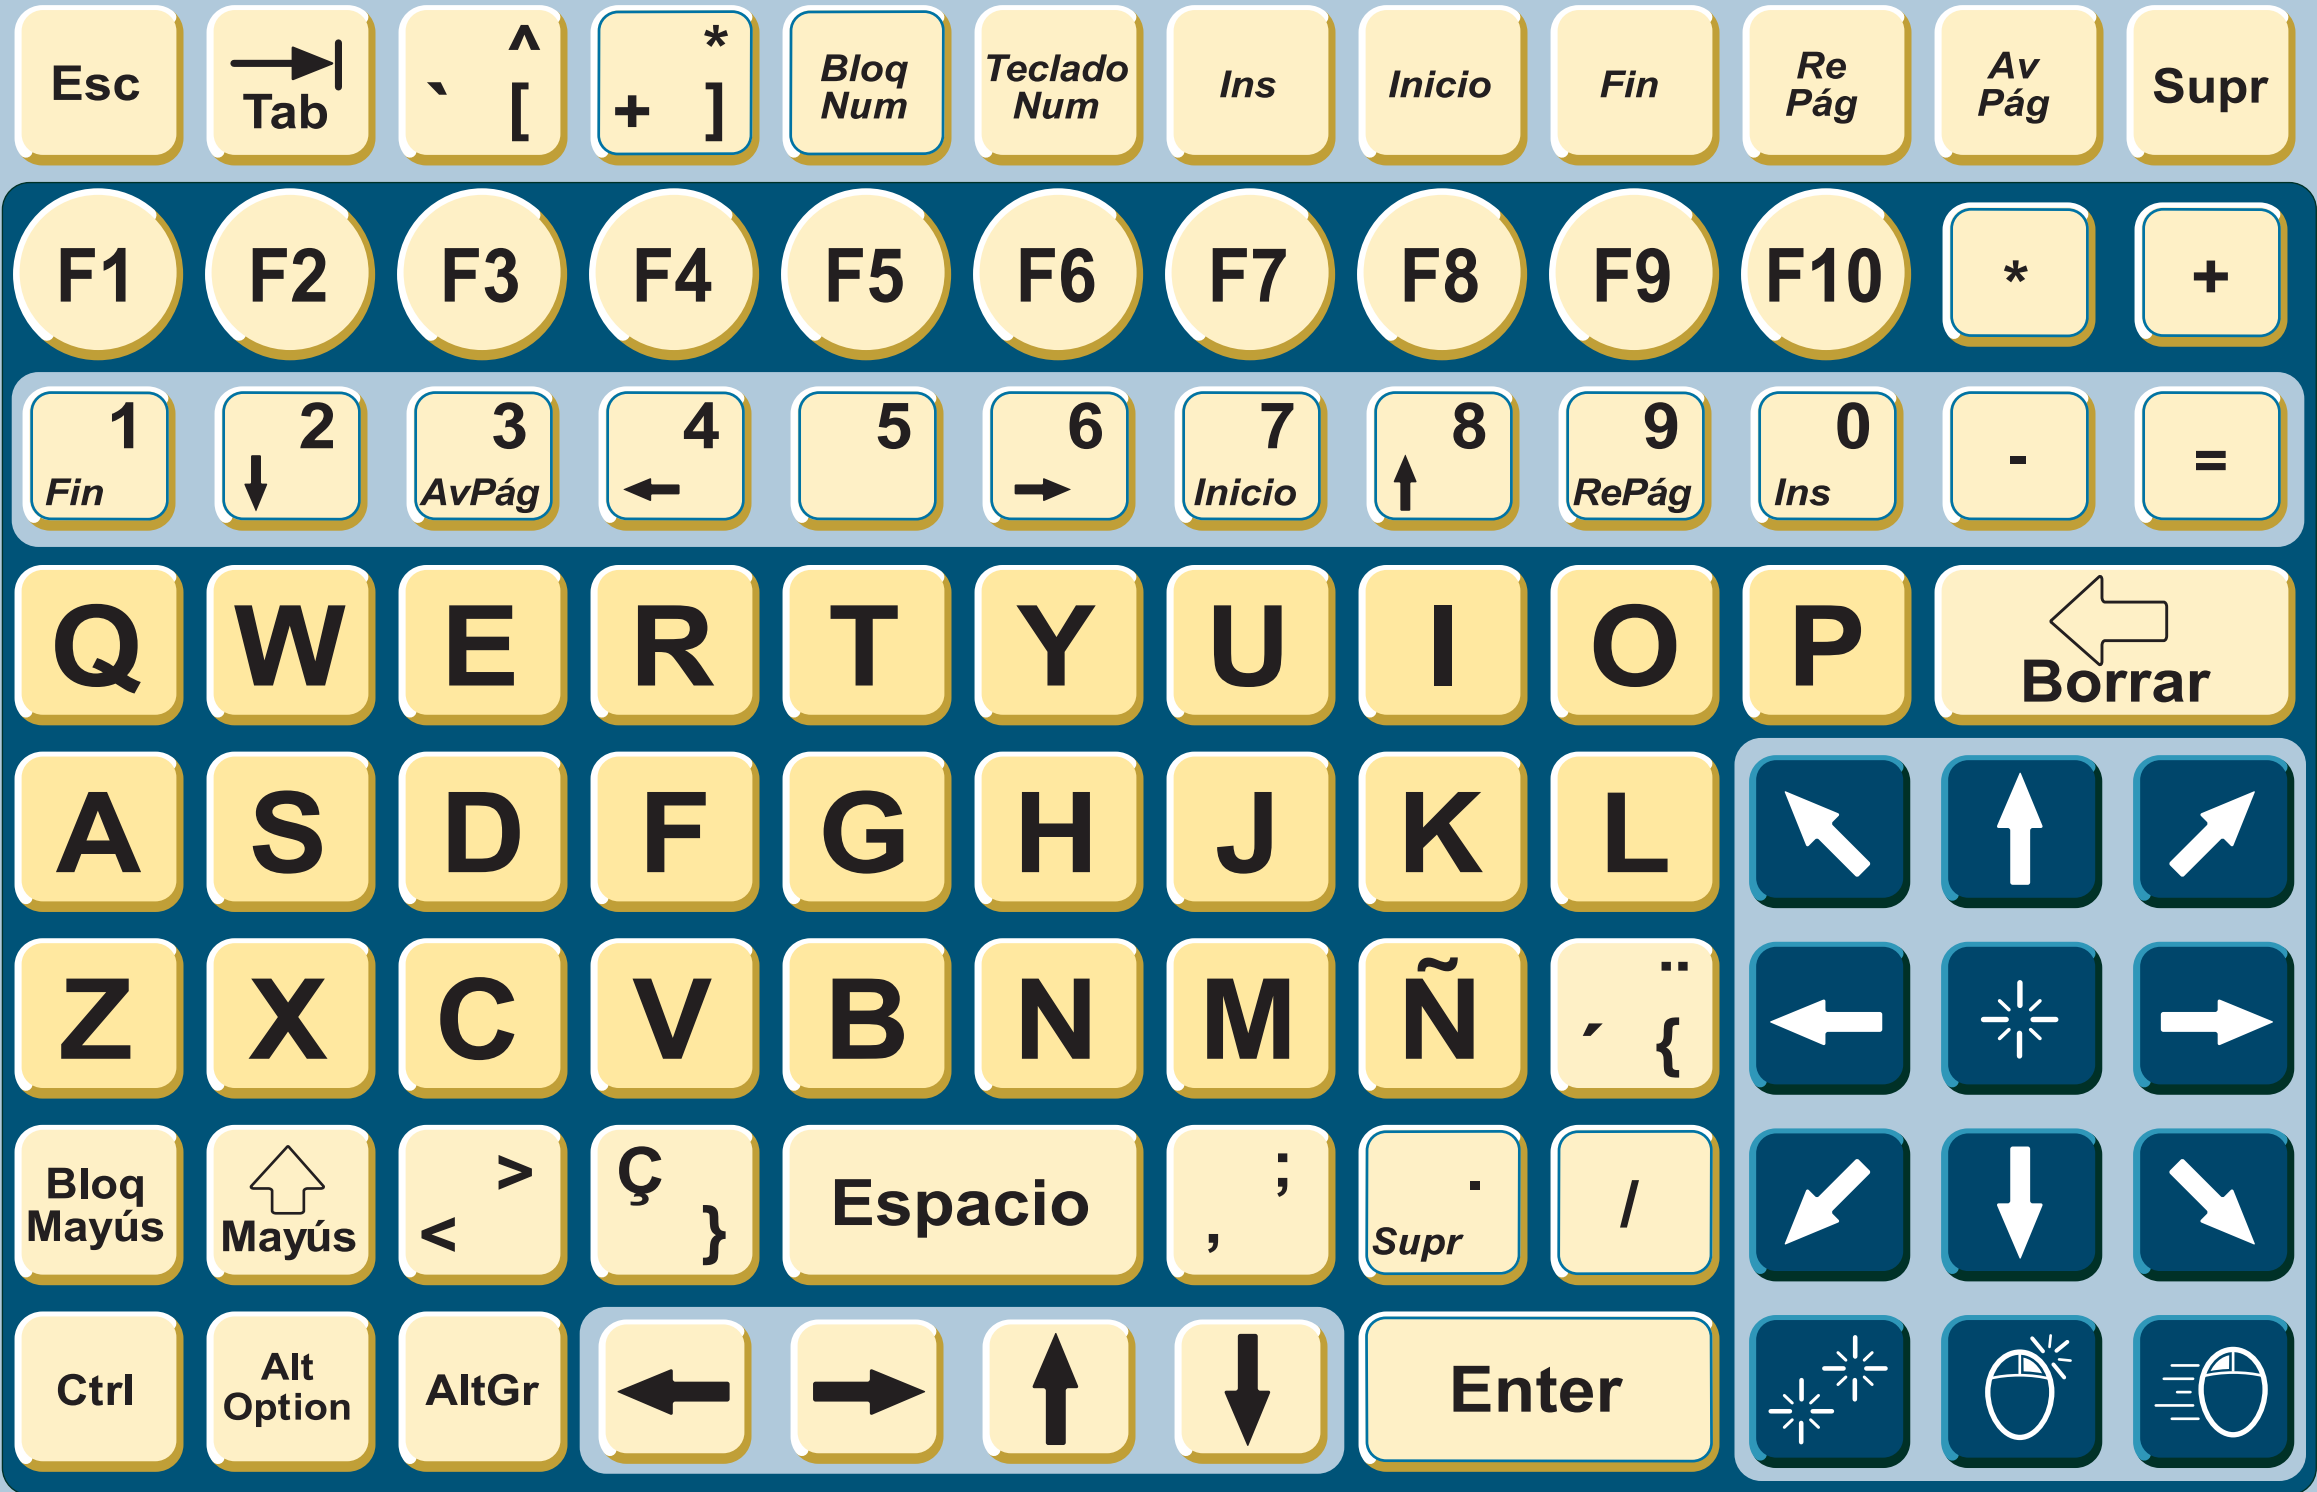 Esc Tab ^ ` [ * + ] Bloq Num Teclado Num Ins Inicio Fin Re Pág Av Pág Supr
F1 F2 F3 F4 F5 F6 F7 F8 F9 F10 * +
1 Fin 2 3 AvPág 4 5 6 7 Inicio 8 9 RePág 0 Ins - =
Q W E R T Y U I O P Borrar
A S D F G H J K L
Z X C V B N M Ñ ¨ ´ {
Bloq Mayús Mayús > < Ç } Espacio ; , . Supr /
Ctrl Alt Option AltGr Enter